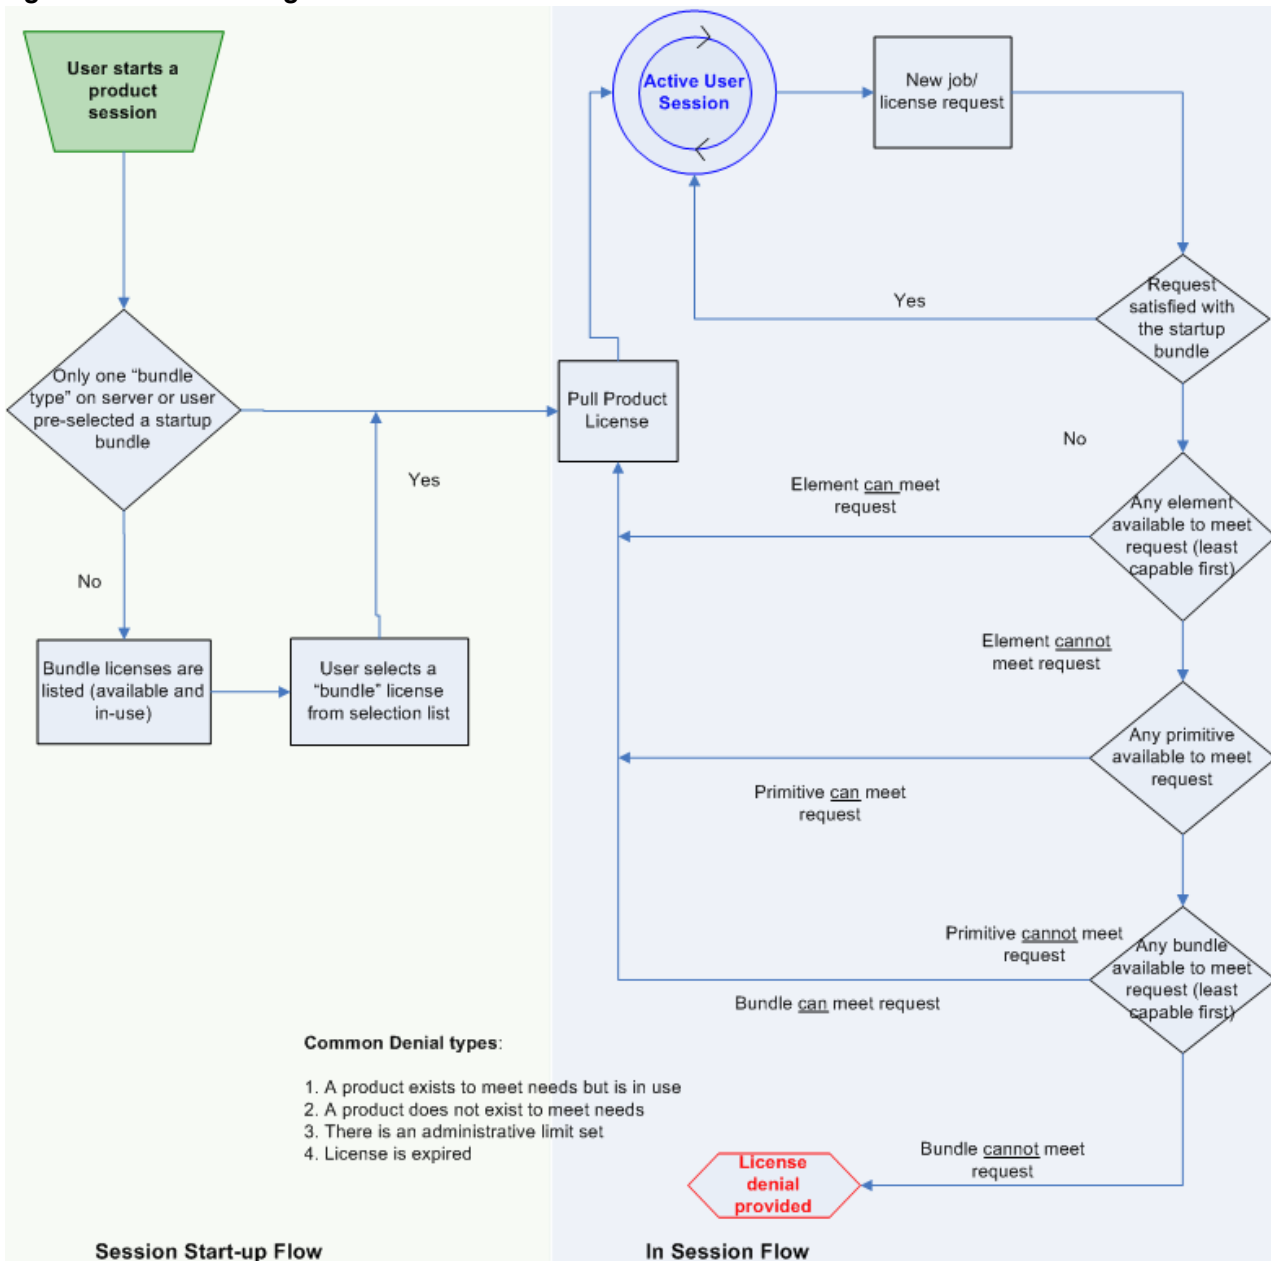 User starts a
product
session
Active User
Session
New job/
license request
Request
satisfied with
the startup
bundle
Yes
Only one “bundle
type” on server or user
pre-selected a startup
bundle
Pull Product
License
No
Yes
Element can meet
request
Any element
available to meet
request (least
capable first)
No
Element cannot
meet request
Bundle licenses are
listed (available and
in-use)
User selects a
“bundle” license
from selection list
Any primitive
available to meet
request
Primitive can meet
request
Primitive cannot meet
request
Any bundle
available to meet
request (least
capable first)
Bundle can meet request
Common Denial types:
1. A product exists to meet needs but is in use
2. A product does not exist to meet needs
3. There is an administrative limit set
4. License is expired
Bundle cannot meet
request
License
denial
provided
Session Start-up Flow
In Session Flow